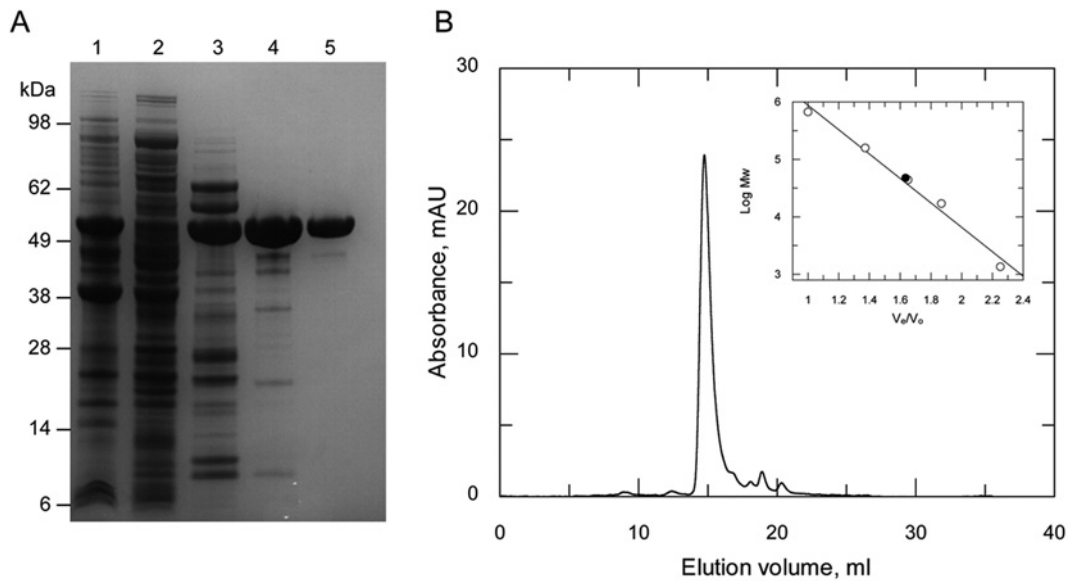 A
1 2 3 4 5
kDa
98
62
49
38
28
14
6
B
30
20
10
0
Absorbance, mAU
0 10 20 30 40
Elution volume, ml
6
5
4
3
Log Mw
1 1.2 1.4 1.6 1.8 2 2.2 2.4
Ve/Vo